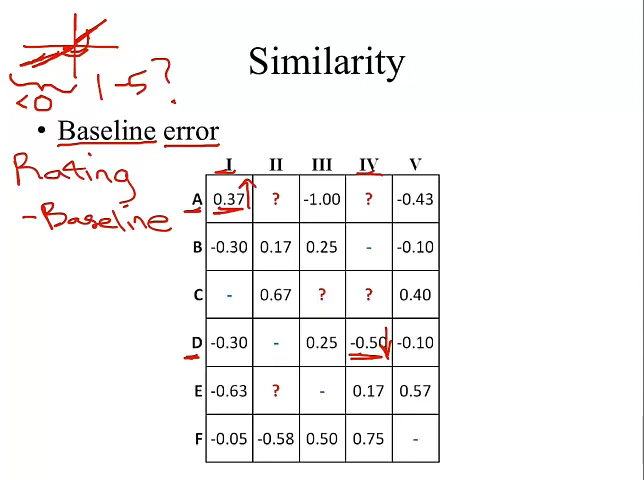 Similarity
<0 1-5?
• Baseline error
Rating
-Baseline
I II III IV V
A 0.37 ? -1.00 ? -0.43
B -0.30 0.17 0.25 - -0.10
C - 0.67 ? ? 0.40
D -0.30 - 0.25 -0.50 -0.10
E -0.63 ? - 0.17 0.57
F -0.05 -0.58 0.50 0.75 -